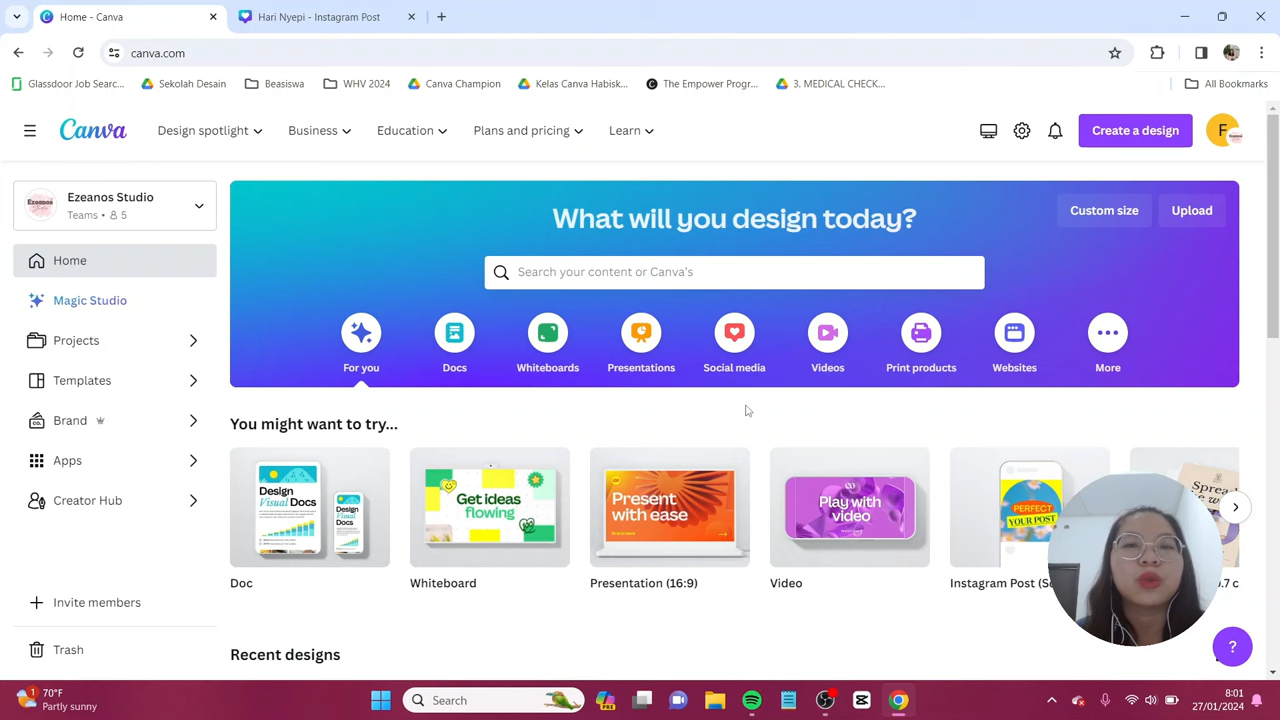 Home - Canva
Hari Nyepi - Instagram Post
canva.com
Glassdoor Job Searc...
Sekolah Desain
Beasiswa
WHV 2024
Canva Champion
Kelas Canva Habisk...
The Empower Progr...
3. MEDICAL CHECK...
All Bookmarks
Canva
Design spotlight
Business
Education
Plans and pricing
Learn
Create a design
F
Ezeanos Studio
Teams • 5
Home
Magic Studio
Projects
Templates
Brand
Apps
Creator Hub
Invite members
Trash
What will you design today?
Custom size
Upload
Search your content or Canva's
For you
Docs
Whiteboards
Presentations
Social media
Videos
Print products
Websites
More
You might want to try...
Design
Visual
Docs
Design
Visual
Docs
Get ideas
flowing
Present
with ease
Play with
video
PERFECT
YOUR POST
Doc
Whiteboard
Presentation (16:9)
Video
Instagram Post
Recent designs
?
1
70°F
Partly sunny
Search
PRE
8:01
27/01/2024